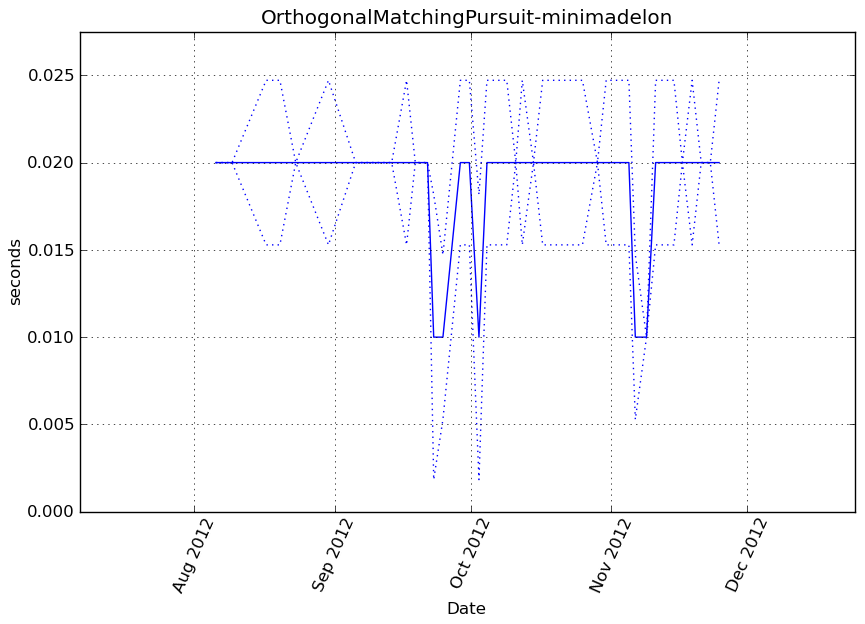 OrthogonalMatchingPursuit-minimadelon
0.025
0.020
0.015
0.010
0.005
0.000
seconds
Aug 2012
Sep 2012
Oct 2012
Nov 2012
Dec 2012
Date